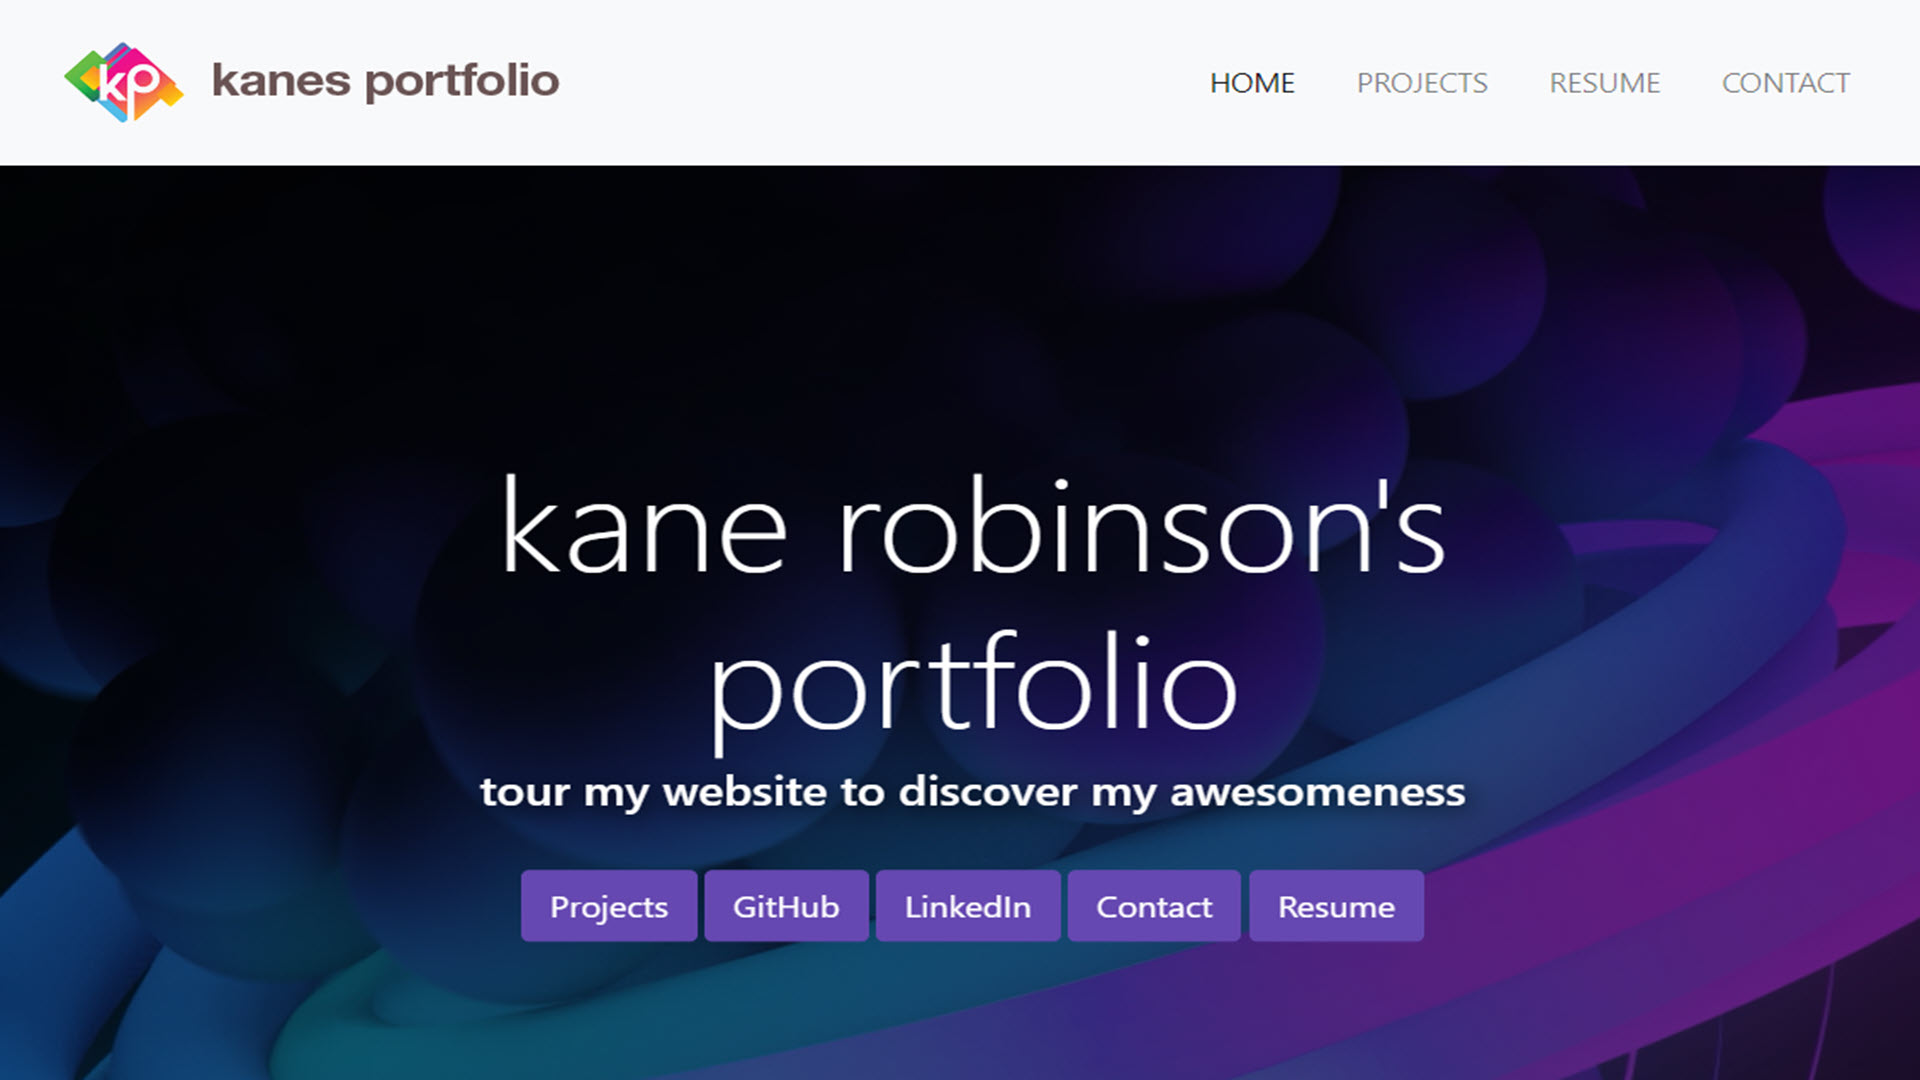 kp kanes portfolio HOME PROJECTS RESUME CONTACT
kane robinson's
portfolio
tour my website to discover my awesomeness
Projects GitHub LinkedIn Contact Resume